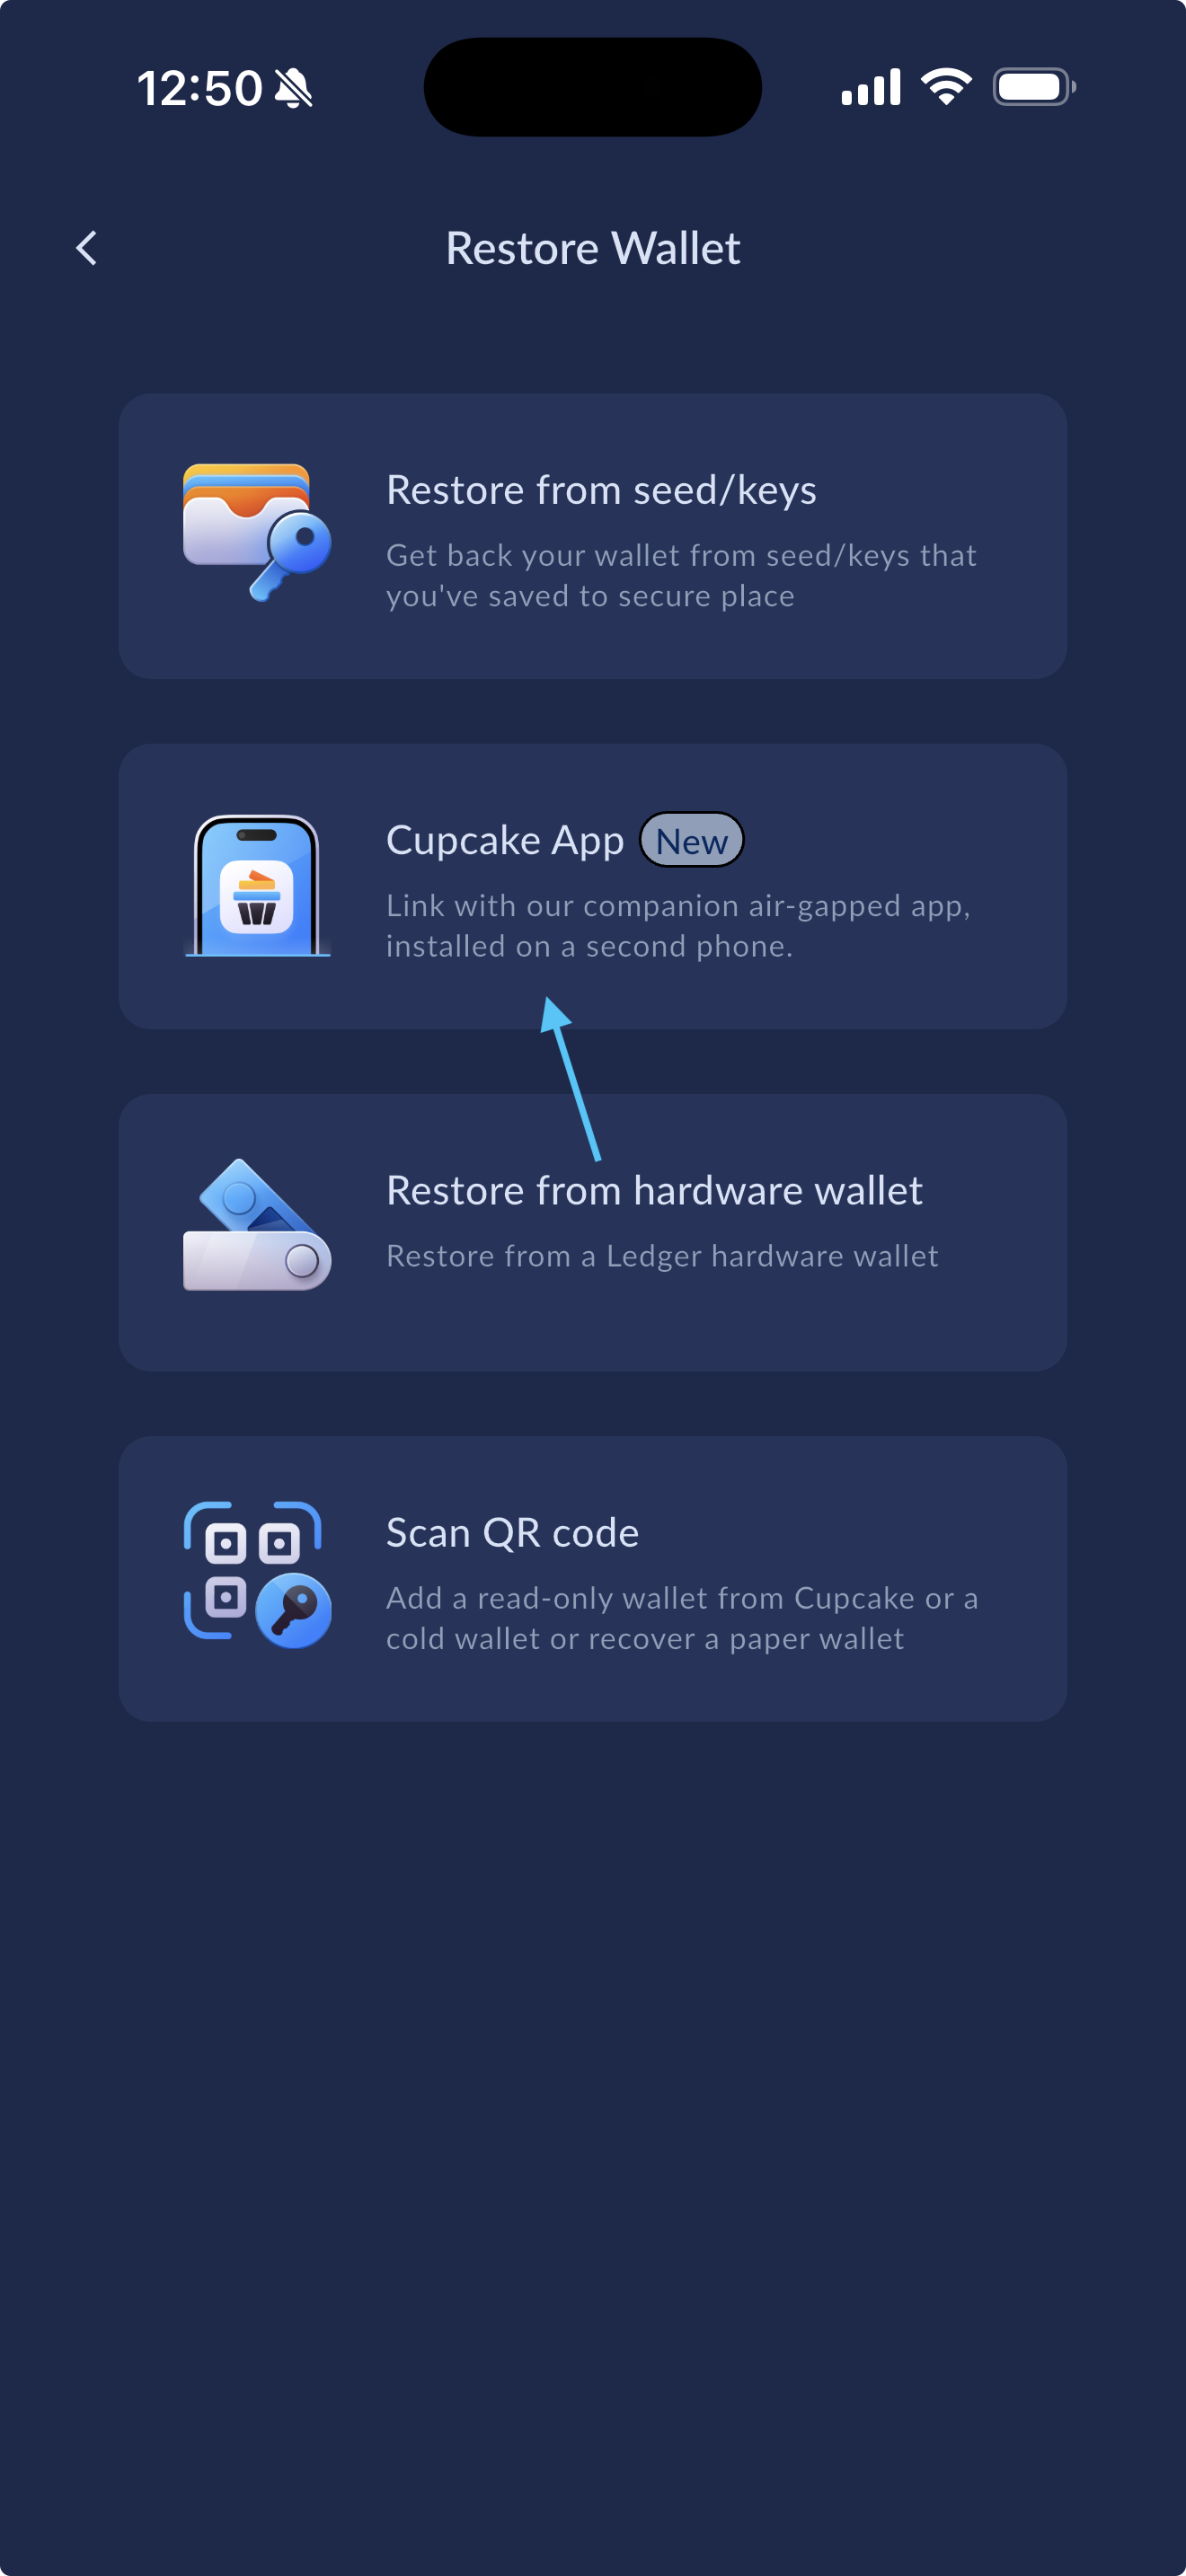 12:50
Restore Wallet
Restore from seed/keys
Get back your wallet from seed/keys that
you've saved to secure place
Cupcake App New
Link with our companion air-gapped app,
installed on a second phone.
Restore from hardware wallet
Restore from a Ledger hardware wallet
Scan QR code
Add a read-only wallet from Cupcake or a
cold wallet or recover a paper wallet